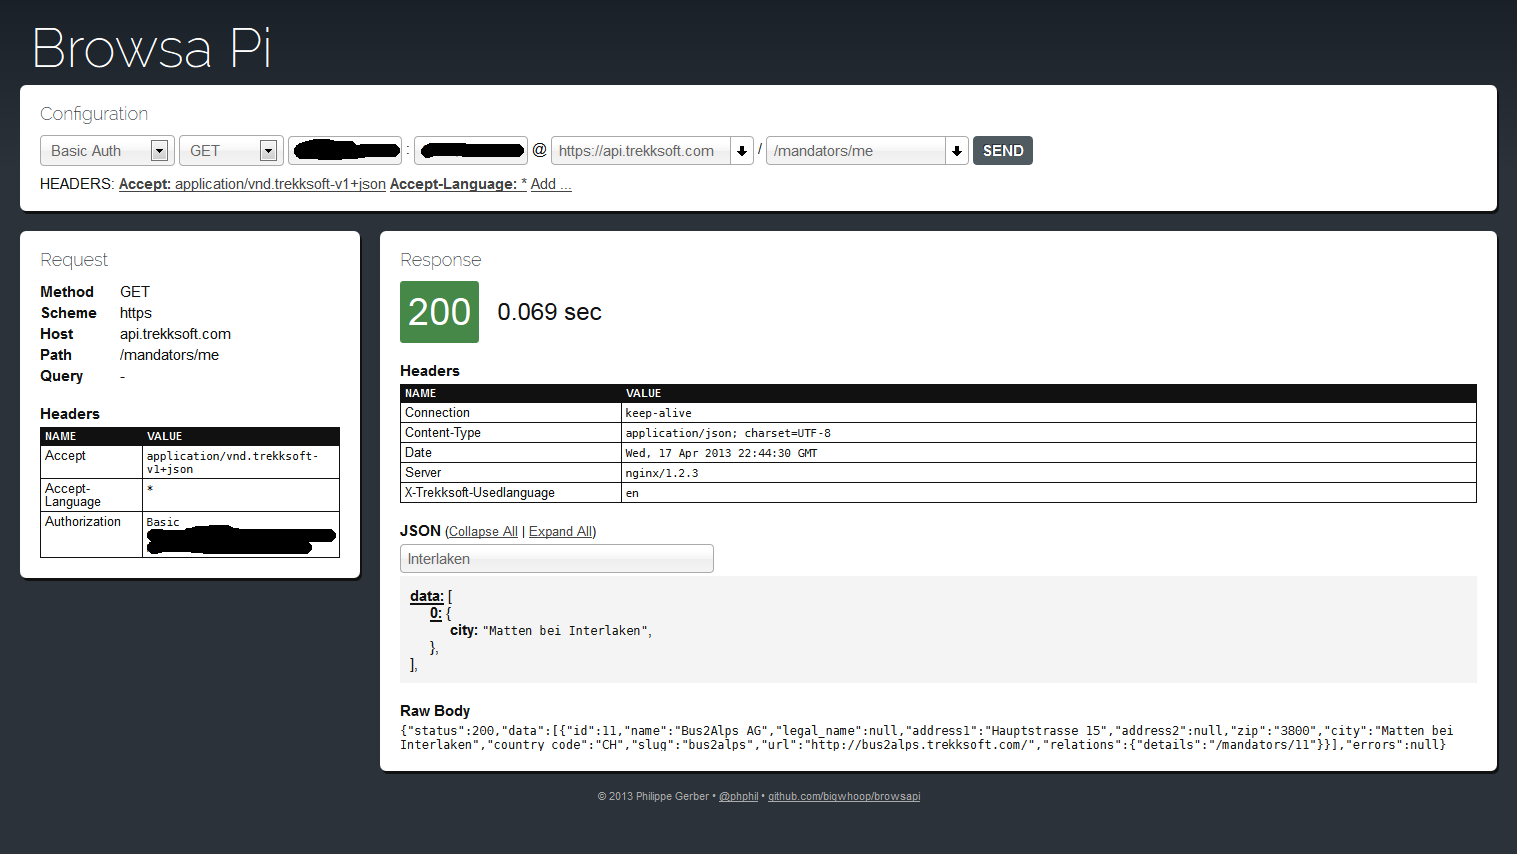 Browsa Pi
Configuration
Basic Auth GET : @ https://api.trekksoft.com / /mandators/me SEND
HEADERS: Accept: application/vnd.trekksoft-v1+json Accept-Language: * Add ...
Request
Method GET
Scheme https
Host api.trekksoft.com
Path /mandators/me
Query -
Headers
NAME VALUE
Accept application/vnd.trekksoft-
v1+json
Accept-
Language *
Authorization Basic
Response
200 0.069 sec
Headers
NAME VALUE
Connection keep-alive
Content-Type application/json; charset=UTF-8
Date Wed, 17 Apr 2013 22:44:30 GMT
Server nginx/1.2.3
X-Trekksoft-Usedlanguage en
JSON (Collapse All | Expand All)
Interlaken
data: [
0: {
city: "Matten bei Interlaken",
},
],
Raw Body
{"status":200,"data":[{"id":11,"name":"Bus2Alps AG","legal_name":null,"address1":"Hauptstrasse 15","address2":null,"zip":"3800","city":"Matten bei
Interlaken","country_code":"CH","slug":"bus2alps","url":"http://bus2alps.trekksoft.com/","relations":{"details":"/mandators/11"}}],"errors":null}
© 2013 Philippe Gerber • @phphil • github.com/bigwhoop/browsapi